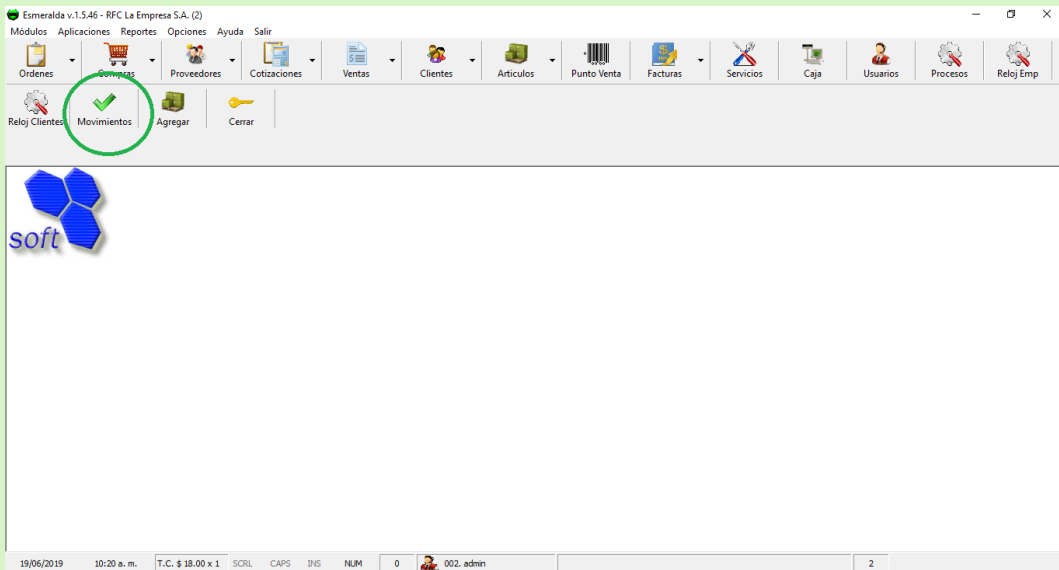 Esmeralda v.1.5.46 - RFC La Empresa S.A. (2)
Módulos Aplicaciones Reportes Opciones Ayuda Salir
Ordenes Compras Proveedores Cotizaciones Ventas Clientes Articulos Punto Venta Facturas Servicios Caja Usuarios Procesos Reloj Emp
Reloj Clientes Movimientos Agregar Cerrar
soft
19/06/2019 10:20 a. m. T.C. $ 18.00 x 1 SCRL CAPS INS NUM 0 002. admin 2